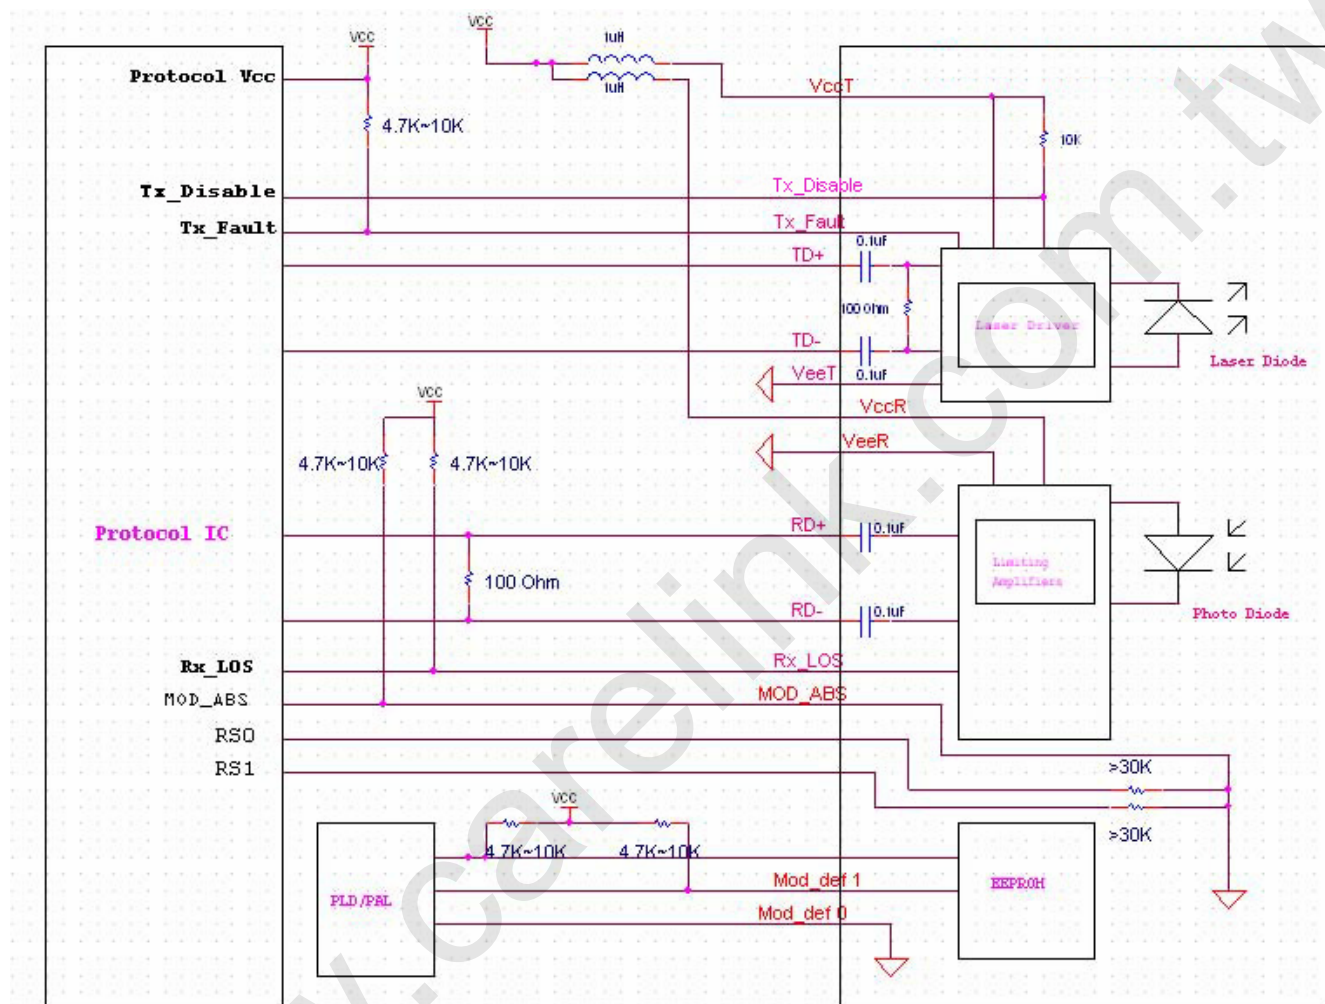 VCC
1uH
VCC
Protocol Vcc
1uH
VccT
4.7K~10K
10K
Tx_Disable
Tx_Disable
Tx_Fault
Tx_Fault
0.1uF
TD+
100 Ohm
Laser Driver
TD-
Laser Diode
VeeT
0.1uF
VCC
VccR
VeeR
4.7K~10K
4.7K~10K
Protocol IC
RD+
0.1uF
Limiting
Amplifiers
100 Ohm
RD-
0.1uF
Photo Diode
Rx_LOS
Rx_LOS
MOD_ABS
MOD_ABS
RS0
RS1
>30K
VCC
>30K
4.7K~10K
4.7K~10K
Mod_def 1
EEPROM
PLD/PAL
Mod_def 0
.carelink.com.tw